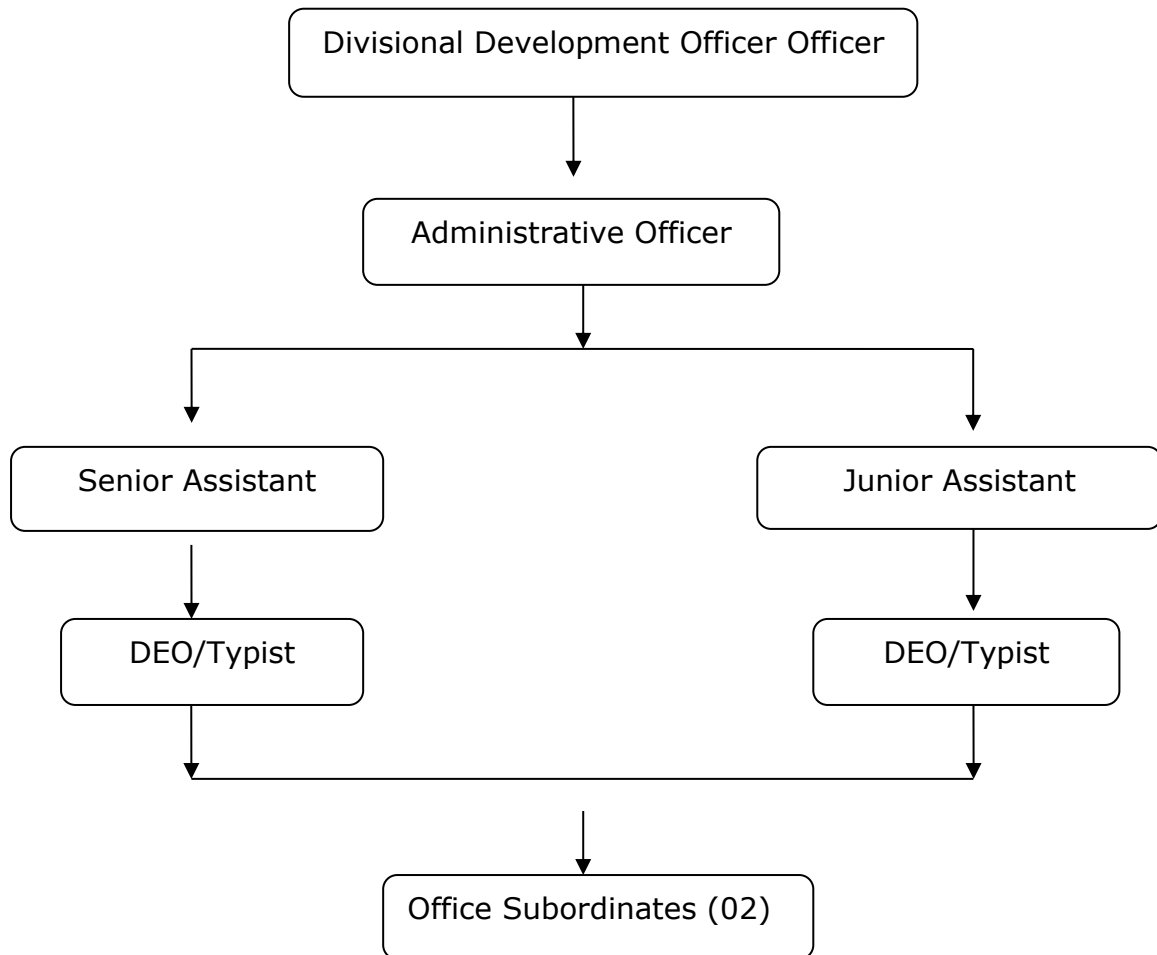 Divisional Development Officer Officer
Administrative Officer
Senior Assistant
Junior Assistant
DEO/Typist
DEO/Typist
Office Subordinates (02)